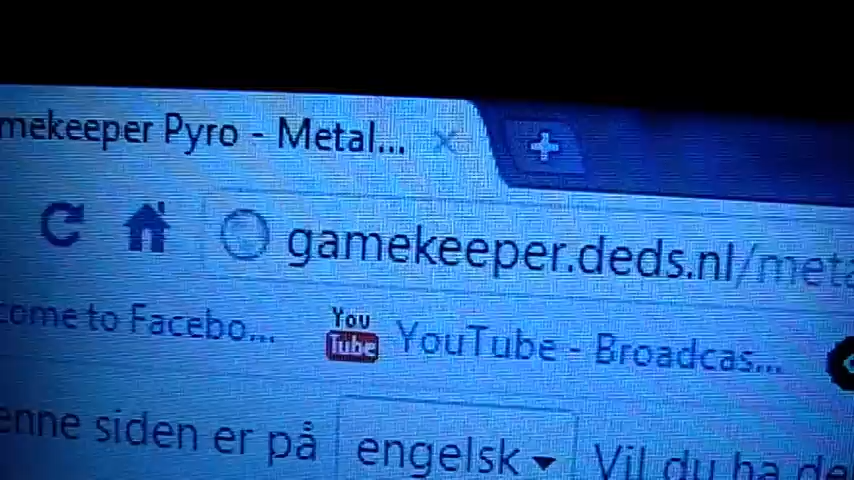 mekeeper Pyro - Metal...
gamekeeper.deds.nl/meta
come to Facebo...
You
Tube
YouTube - Broadcas...
enne siden er på
engelsk
Vil du ha de